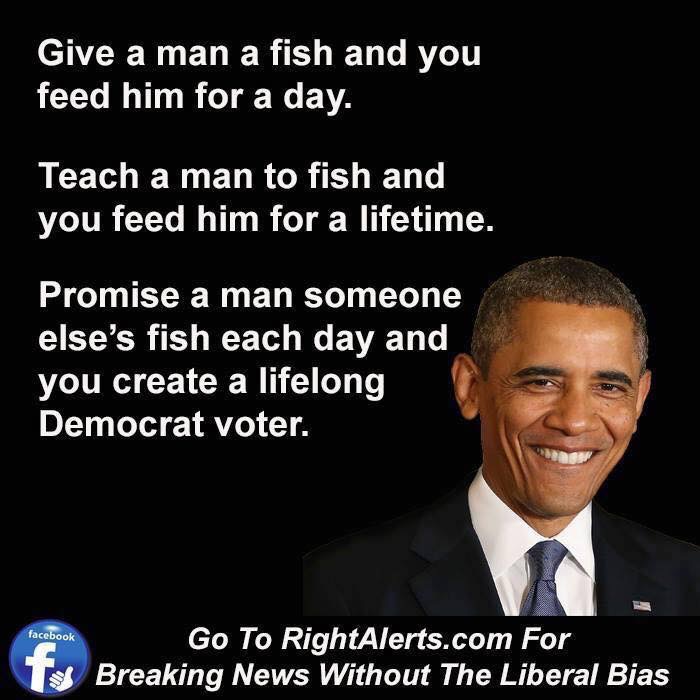 Give a man a fish and you
feed him for a day.
Teach a man to fish and
you feed him for a lifetime.
Promise a man someone
else’s fish each day and
you create a lifelong
Democrat voter.
facebook
f
Go To RightAlerts.com For
Breaking News Without The Liberal Bias